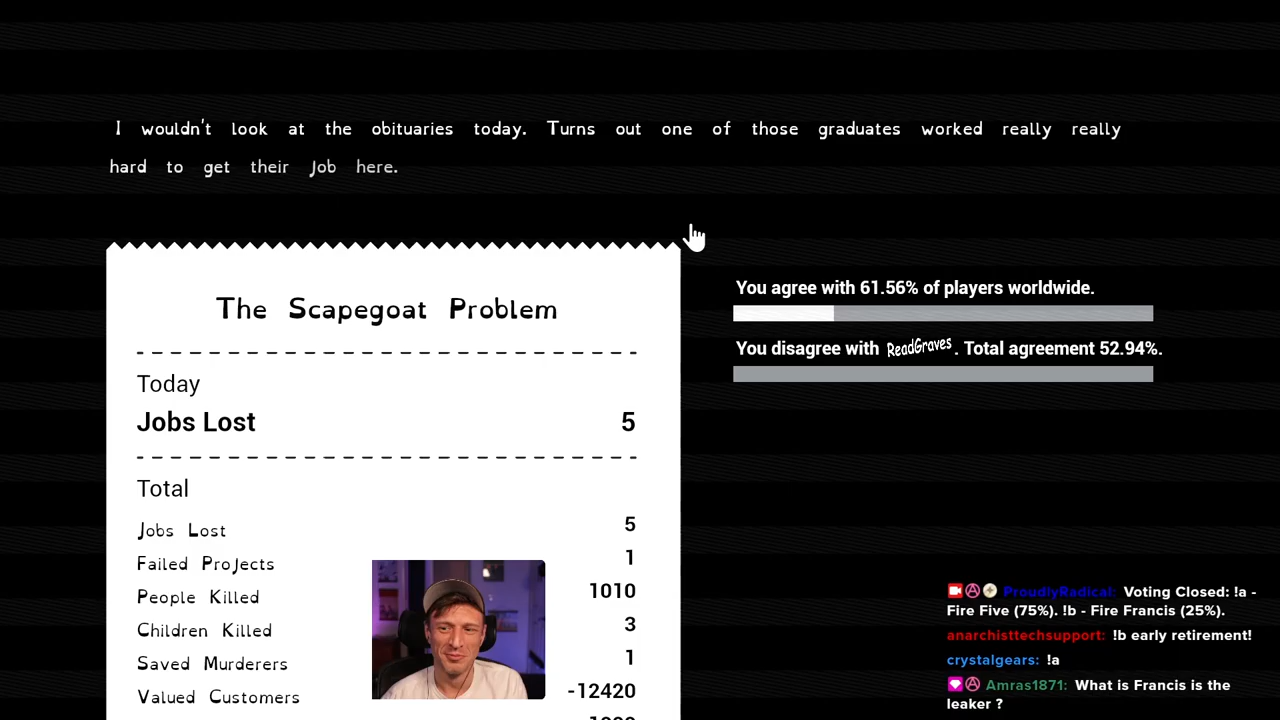 I wouldn't look at the obituaries today. Turns out one of those graduates worked really really
hard to get their job here.
The Scapegoat Problem
Today
Jobs Lost 5
Total
Jobs Lost 5
Failed Projects 1
People Killed 1010
Children Killed 3
Saved Murderers 1
Valued Customers -12420
You agree with 61.56% of players worldwide.
You disagree with ReadGraves. Total agreement 52.94%.
ProudlyRadical: Voting Closed: !a -
Fire Five (75%). !b - Fire Francis (25%).
anarchisttechsupport: !b early retirement!
crystalgears: !a
Amras1871: What is Francis is the
leaker ?